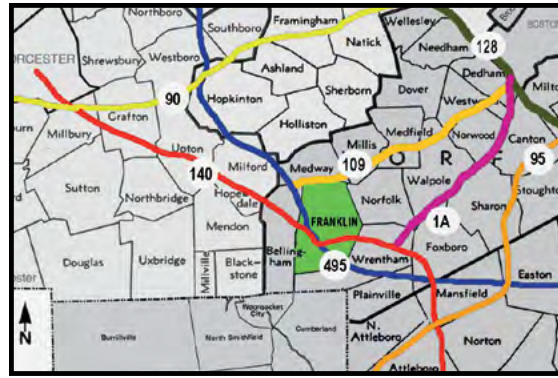 Northboro
Southboro
Framingham
Wellesley
BOSTON
Shrewsbury
Westboro
Natick
Needham
128
ORCESTER
Ashland
Dedham
Hopkinton
Sherborn
Dover
90
Westwo
Milto
Grafton
Holliston
Medfield
Norwood
Canton
Millbury
Upton
Millis
95
Milford
Medway
109
O R F
Stoughto
140
Walpole
Sutton
Hope-
dale
Norfolk
1A
Sharon
Northbridge
FRANKLIN
Mendon
Foxboro
Belling-
ham
Wrentham
Easton
Douglas
Uxbridge
Millville
Black-
stone
495
Plainville
Mansfield
Woonsocket
City
N
Burrillville
North Smithfield
Cumberland
N.
Attleboro
Norton
Attleboro